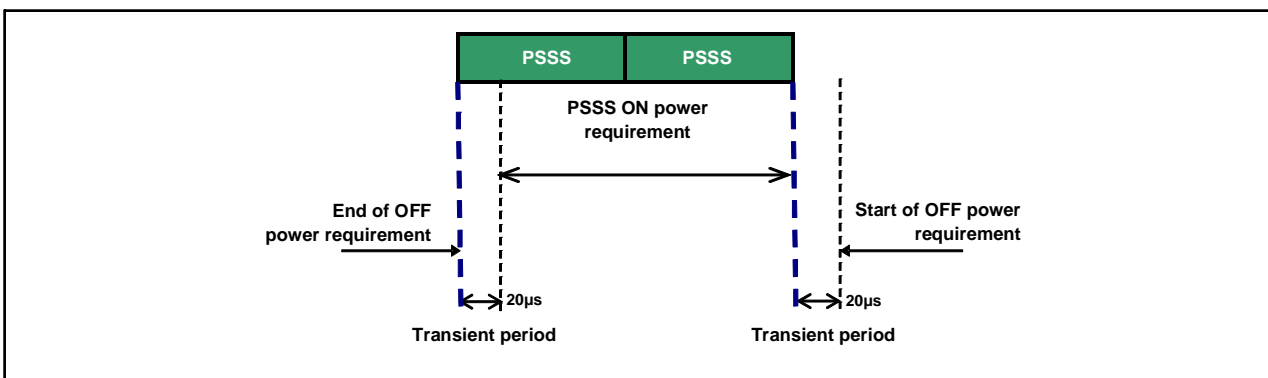 PSSS PSSS
PSSS ON power
requirement
End of OFF
power requirement
Start of OFF power
requirement
20µs
20µs
Transient period
Transient period